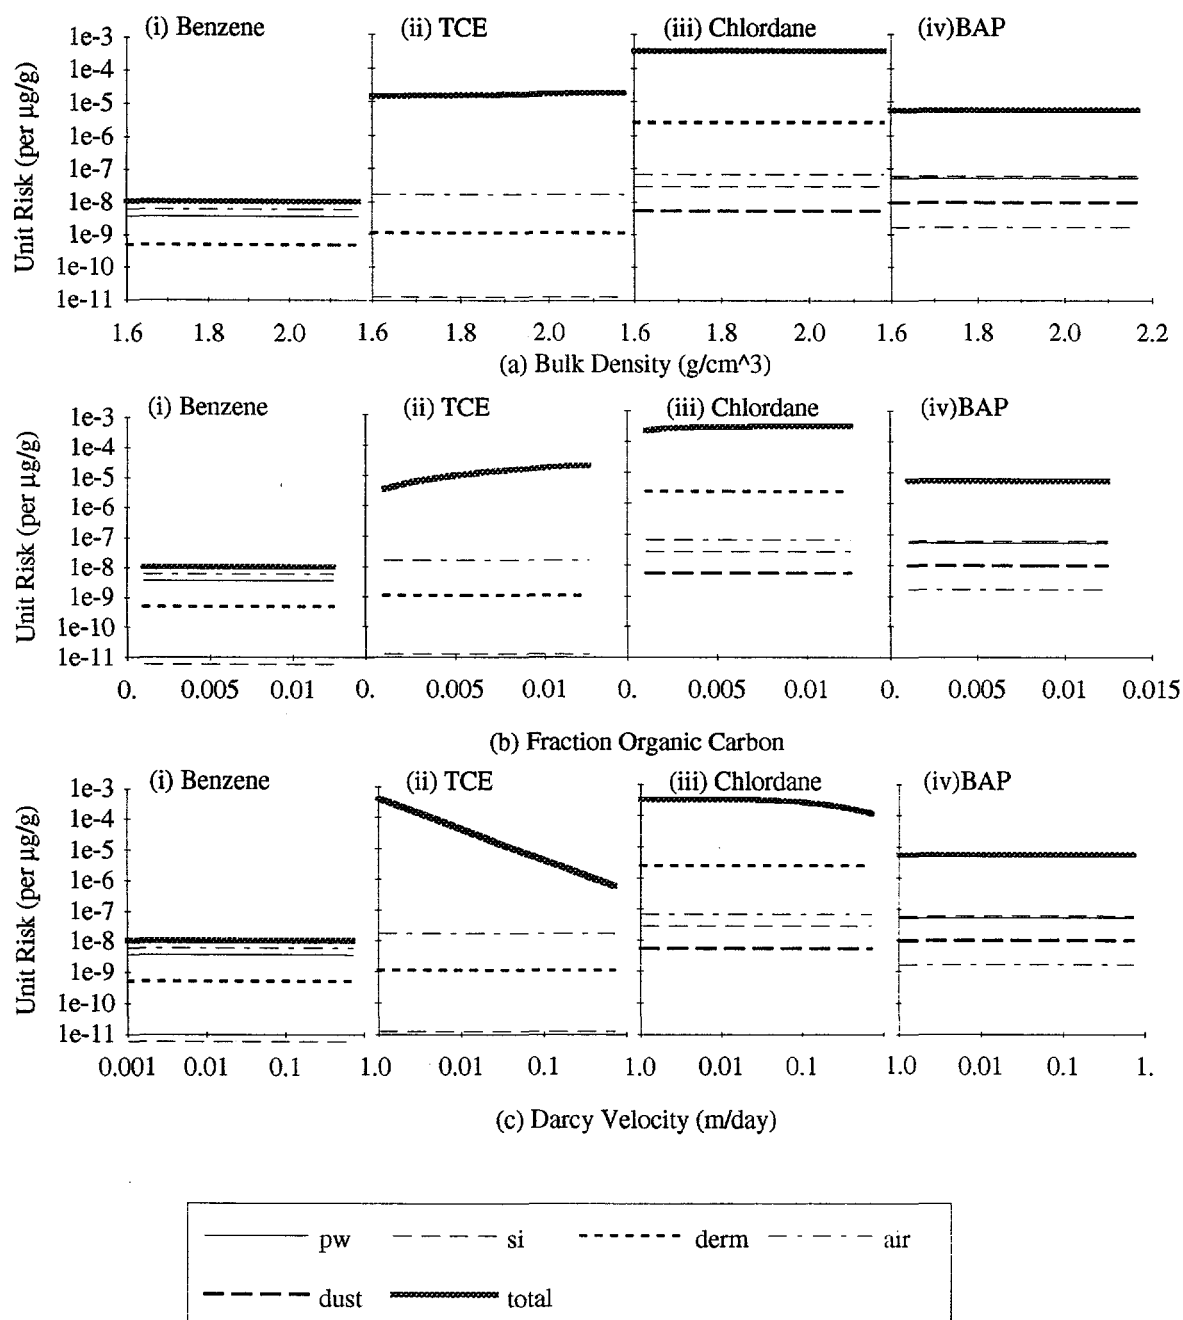 (i) Benzene (ii) TCE (iii) Chlordane (iv)BAP
Unit Risk (per µg/g)
1e-3
1e-4
1e-5
1e-6
1e-7
1e-8
1e-9
1e-10
1e-11
1.6 1.8 2.0 1.6 2.0 1.6 1.8 2.0 1.6 1.8 2.0 2.2
(a) Bulk Density (g/cm^3)
(i) Benzene (ii) TCE (iii) Chlordane (iv)BAP
Unit Risk (per µg/g)
1e-3
1e-4
1e-5
1e-6
1e-7
1e-8
1e-9
1e-10
1e-11
0. 0.005 0.01 0. 0.005 0.01 0. 0.005 0.01 0. 0.005 0.01 0.015
(b) Fraction Organic Carbon
(i) Benzene (ii) TCE (iii) Chlordane (iv)BAP
Unit Risk (per µg/g)
1e-3
1e-4
1e-5
1e-6
1e-7
1e-8
1e-9
1e-10
1e-11
0.001 0.01 0.1 1.0 0.01 0.1 1.0 0.01 0.1 1.0 0.01 0.1 1.
(c) Darcy Velocity (m/day)
pw si derm air
dust total